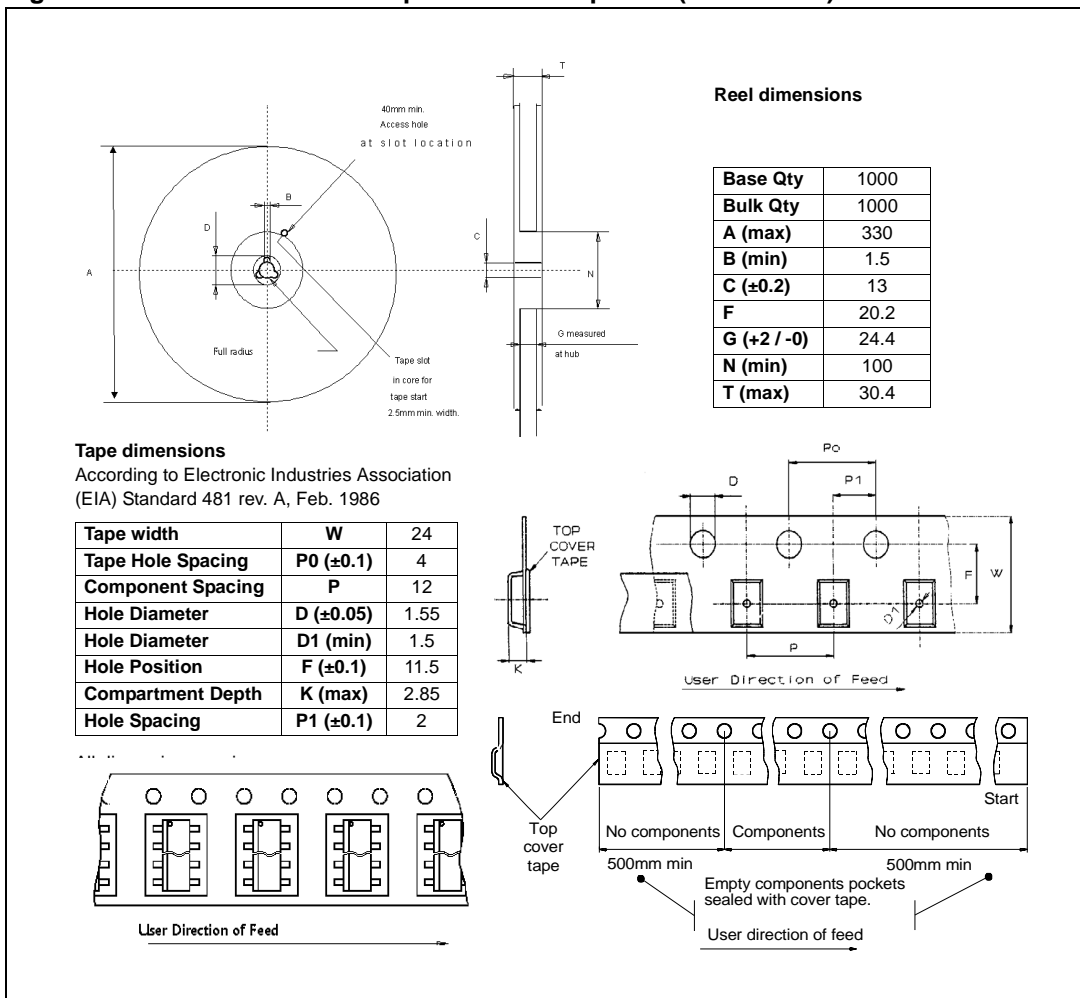 T
40mm min.
Access hole
at slot location
B
D
C
A
N
G measured
at hub
Full radius
Tape slot
in core for
tape start
2.5mm min. width.
Reel dimensions
Base Qty 1000
Bulk Qty 1000
A (max) 330
B (min) 1.5
C (±0.2) 13
F 20.2
G (+2 / -0) 24.4
N (min) 100
T (max) 30.4
Tape dimensions
According to Electronic Industries Association
(EIA) Standard 481 rev. A, Feb. 1986
Tape width W 24
Tape Hole Spacing P0 (±0.1) 4
Component Spacing P 12
Hole Diameter D (±0.05) 1.55
Hole Diameter D1 (min) 1.5
Hole Position F (±0.1) 11.5
Compartment Depth K (max) 2.85
Hole Spacing P1 (±0.1) 2
TOP
COVER
TAPE
K
Po
D
P1
F
W
D1
P
User Direction of Feed
End
Start
Top
cover
tape
No components Components No components
500mm min 500mm min
Empty components pockets
sealed with cover tape.
User direction of feed
User Direction of Feed